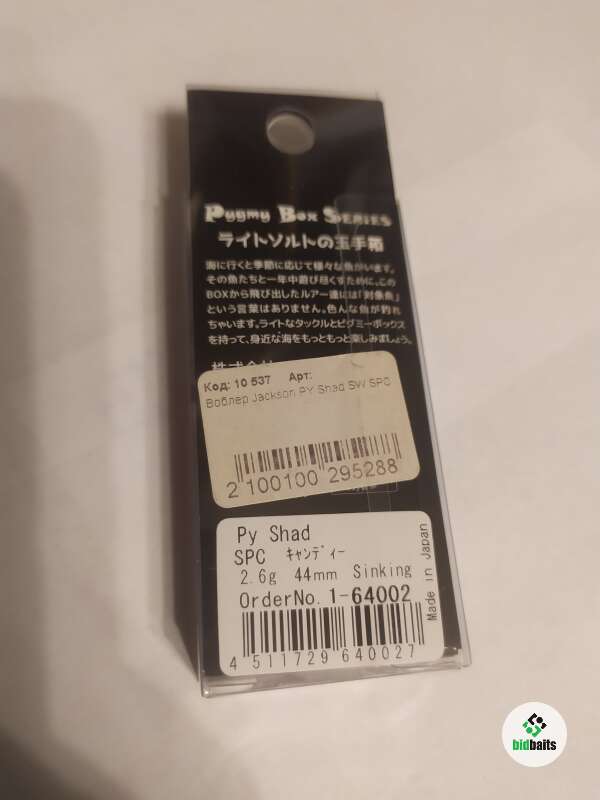 Pygmy Box SERIES
ライトソルトの玉手箱
海に行くと季節に応じて様々な魚がいます。
その魚たちと一年中遊び尽くすために、この
BOXから飛び出したルアー達には「対象魚」
という言葉はありません。色んな魚が釣れ
ちゃいます。ライトなタックルとピグミーボックス
を持って、身近な海をもっともっと楽しみましょう。
株式会社
Код: 10 537 Арт:
Воблер Jackson PY Shad SW SPC
2 100100 295288
Py Shad
SPC ｷｬﾝﾃﾞｨｰ
2.6g 44mm Sinking
OrderNo. 1-64002
Made in Japan
4 511729 640027
bidbaits